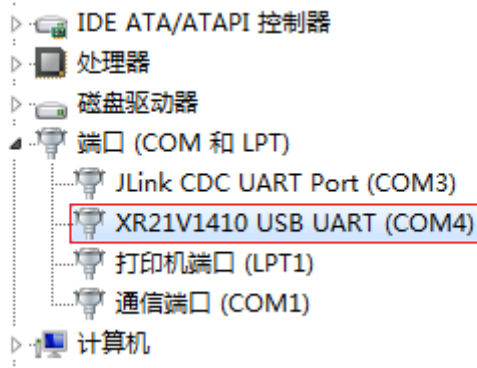 IDE ATA/ATAPI 控制器
处理器
磁盘驱动器
端口 (COM 和 LPT)
JLink CDC UART Port (COM3)
XR21V1410 USB UART (COM4)
打印机端口 (LPT1)
通信端口 (COM1)
计算机